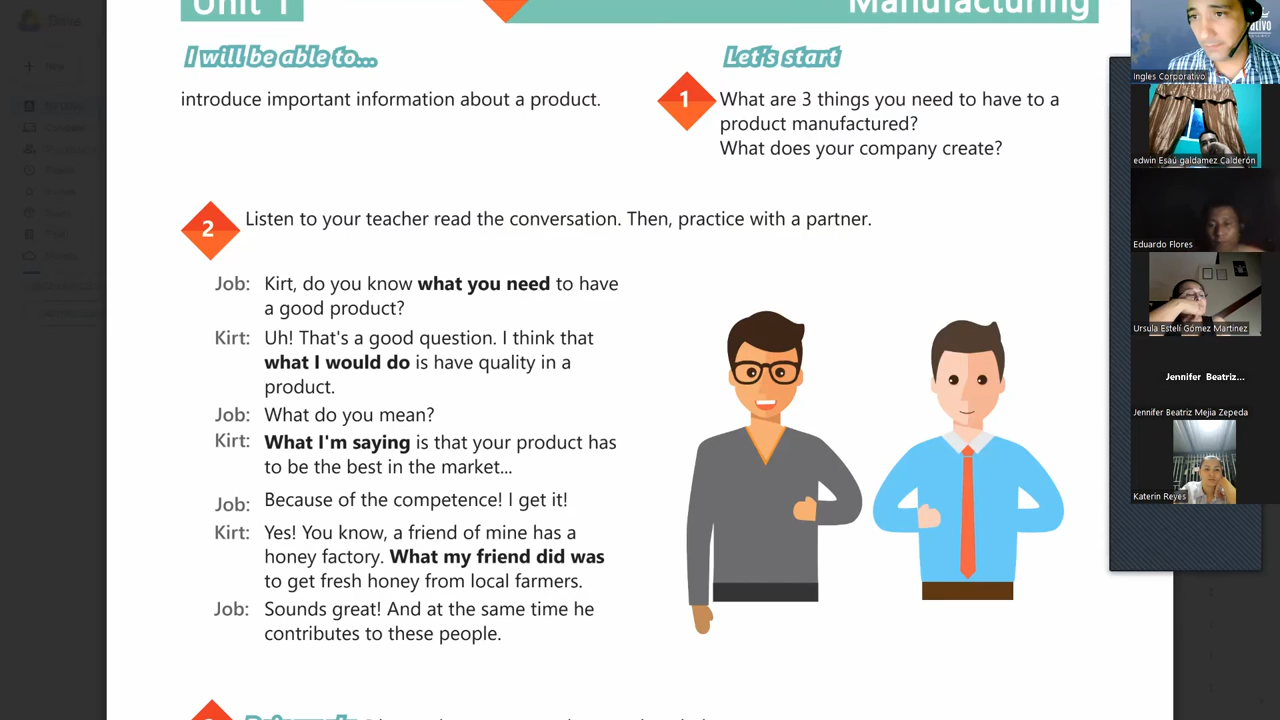 Unit 1
Manufacturing
I will be able to...
introduce important information about a product.
Let's start
1
What are 3 things you need to have to a
product manufactured?
What does your company create?
2
Listen to your teacher read the conversation. Then, practice with a partner.
Job: Kirt, do you know what you need to have
a good product?
Kirt: Uh! That's a good question. I think that
what I would do is have quality in a
product.
Job: What do you mean?
Kirt: What I'm saying is that your product has
to be the best in the market...
Job: Because of the competence! I get it!
Kirt: Yes! You know, a friend of mine has a
honey factory. What my friend did was
to get fresh honey from local farmers.
Job: Sounds great! And at the same time he
contributes to these people.
Ingles Corporativo
edwin Esaú galdamez Calderón
Eduardo Flores
Ursula Estelí Gómez Martinez
Jennifer Beatriz...
Jennifer Beatriz Mejia Zepeda
Katerin Reyes
Drive
New